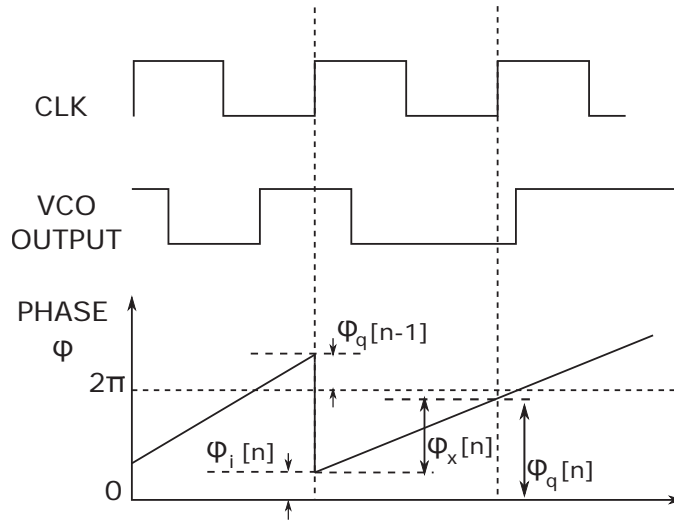 CLK
VCO
OUTPUT
PHASE
φ
φq[n-1]
2π
φi[n]
φx[n]
φq[n]
0